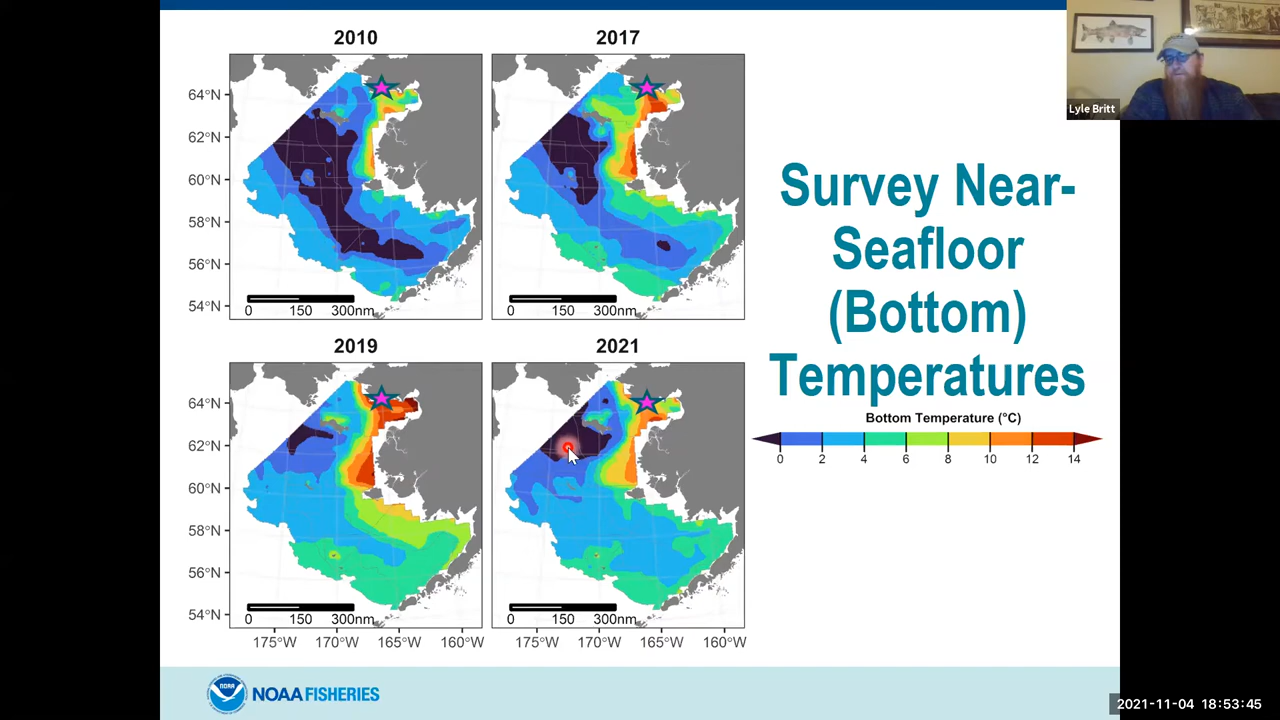 2010
2017
64°N
62°N
60°N
58°N
56°N
54°N
0 150 300nm
0 150 300nm
2019
2021
64°N
62°N
60°N
58°N
56°N
54°N
0 150 300nm
0 150 300nm
175°W 170°W 165°W 160°W
175°W 170°W 165°W 160°W
Lyle Britt
Survey Near-
Seafloor
(Bottom)
Temperatures
Bottom Temperature (°C)
0 2 4 6 8 10 12 14
NOAA
NOAA FISHERIES
2021-11-04 18:53:45